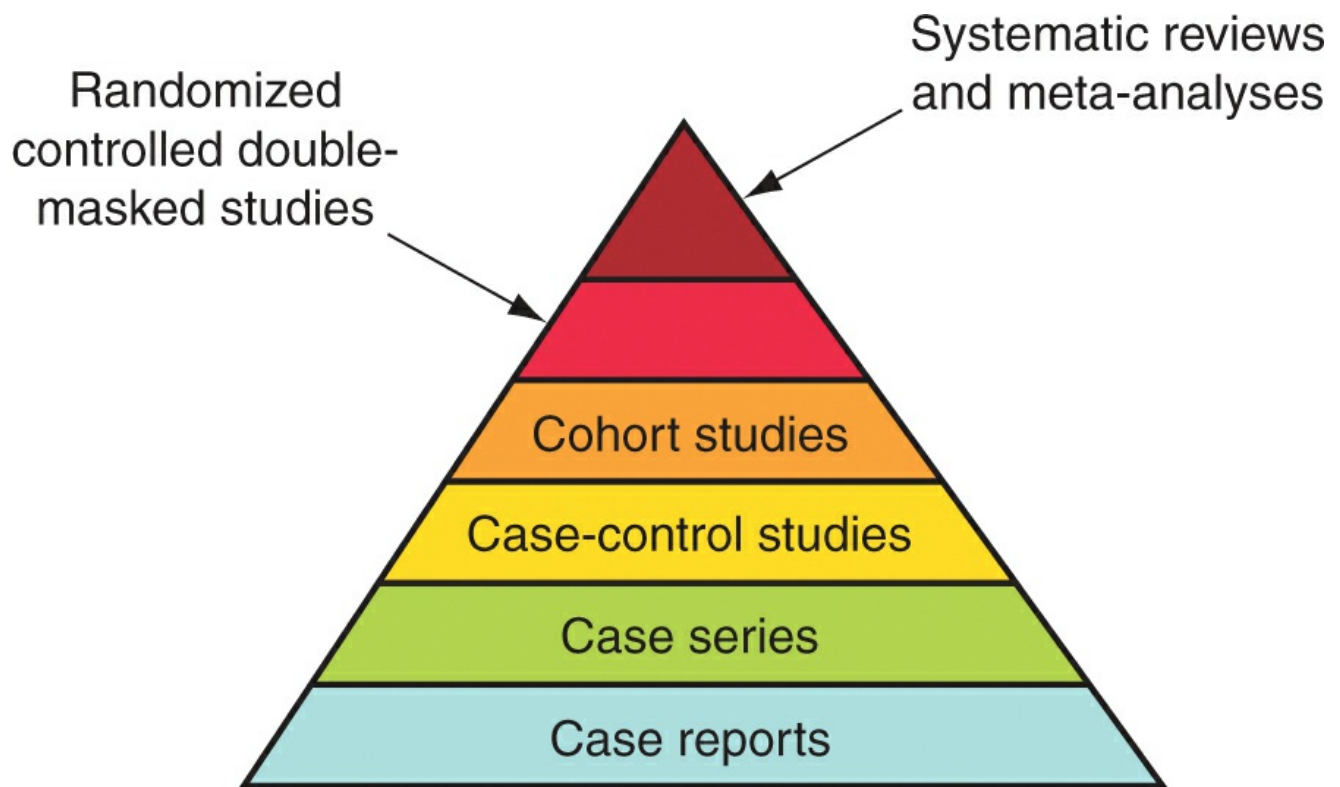 Systematic reviews
and meta-analyses
Randomized
controlled double-
masked studies
Cohort studies
Case-control studies
Case series
Case reports